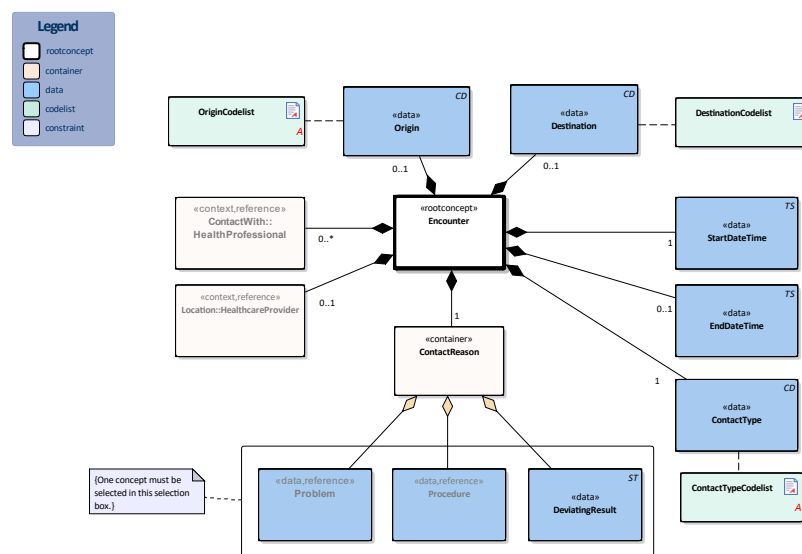 Legend
rootconcept
container
data
codelist
constraint
OriginCodelist
A
CD
«data»
Origin
0..1
CD
«data»
Destination
0..1
DestinationCodelist
«context,reference»
ContactWith::
HealthProfessional
0..*
«rootconcept»
Encounter
TS
«data»
StartDateTime
1
«context,reference»
Location::HealthcareProvider
0..1
TS
«data»
EndDateTime
0..1
1
«container»
ContactReason
1
CD
«data»
ContactType
{One concept must be
selected in this selection
box.}
«data,reference»
Problem
«data,reference»
Procedure
ST
«data»
DeviatingResult
ContactTypeCodelist
A